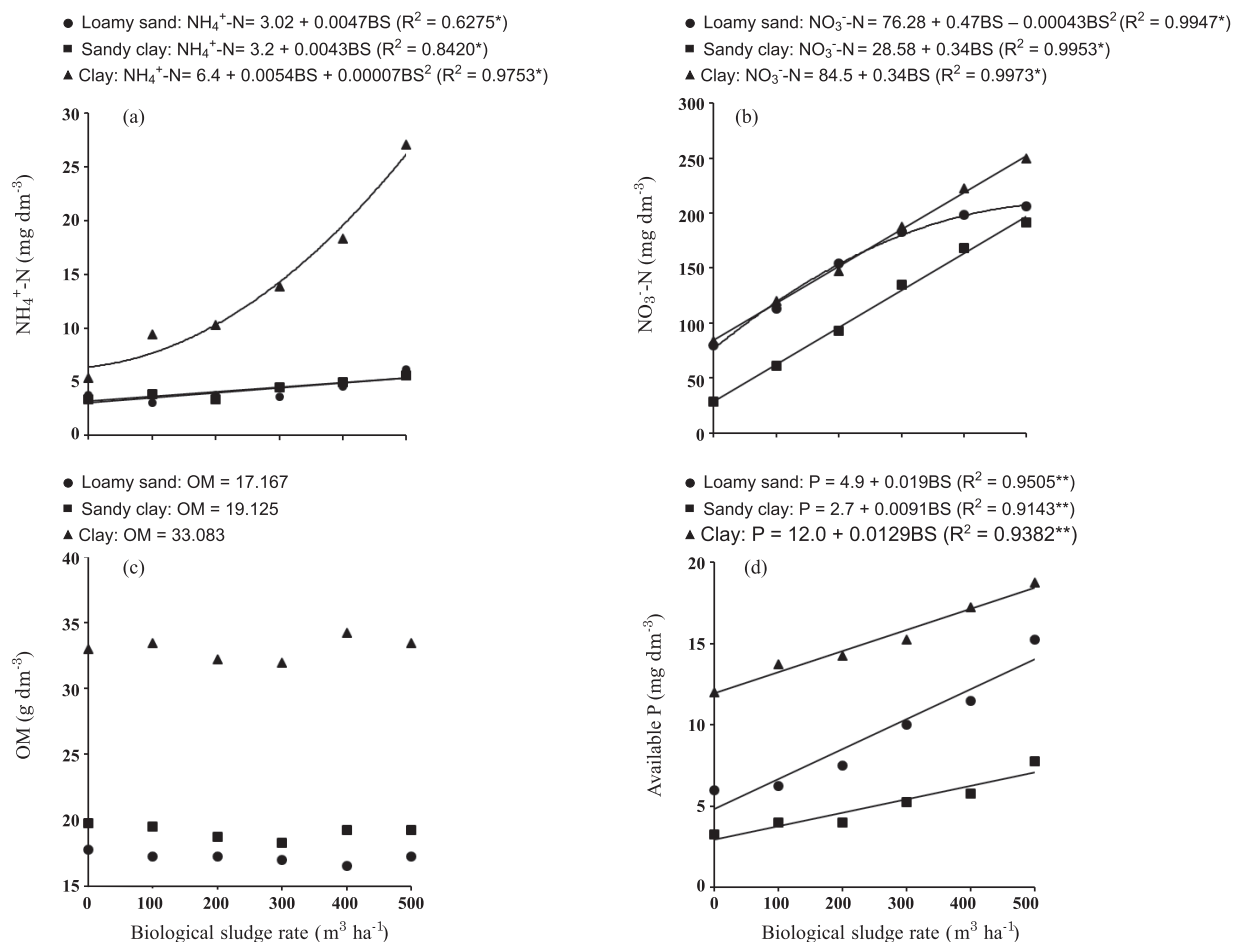 ● Loamy sand: NH₄⁺-N= 3.02 + 0.0047BS (R² = 0.6275*)
■ Sandy clay: NH₄⁺-N= 3.2 + 0.0043BS (R² = 0.8420*)
▲ Clay: NH₄⁺-N= 6.4 + 0.0054BS + 0.00007BS² (R² = 0.9753*)
(a)
NH₄⁺-N (mg dm⁻³)
30
25
20
15
10
5
0
● Loamy sand: NO₃⁻-N = 76.28 + 0.47BS – 0.00043BS² (R² = 0.9947*)
■ Sandy clay: NO₃⁻-N = 28.58 + 0.34BS (R² = 0.9953*)
▲ Clay: NO₃⁻-N = 84.5 + 0.34BS (R² = 0.9973*)
(b)
NO₃⁻-N (mg dm⁻³)
300
250
200
150
100
50
0
● Loamy sand: OM = 17.167
■ Sandy clay: OM = 19.125
▲ Clay: OM = 33.083
(c)
OM (g dm⁻³)
40
35
30
25
20
15
0 100 200 300 400 500
Biological sludge rate (m³ ha⁻¹)
● Loamy sand: P = 4.9 + 0.019BS (R² = 0.9505**)
■ Sandy clay: P = 2.7 + 0.0091BS (R² = 0.9143**)
▲ Clay: P = 12.0 + 0.0129BS (R² = 0.9382**)
(d)
Available P (mg dm⁻³)
20
15
10
5
0
0 100 200 300 400 500
Biological sludge rate (m³ ha⁻¹)